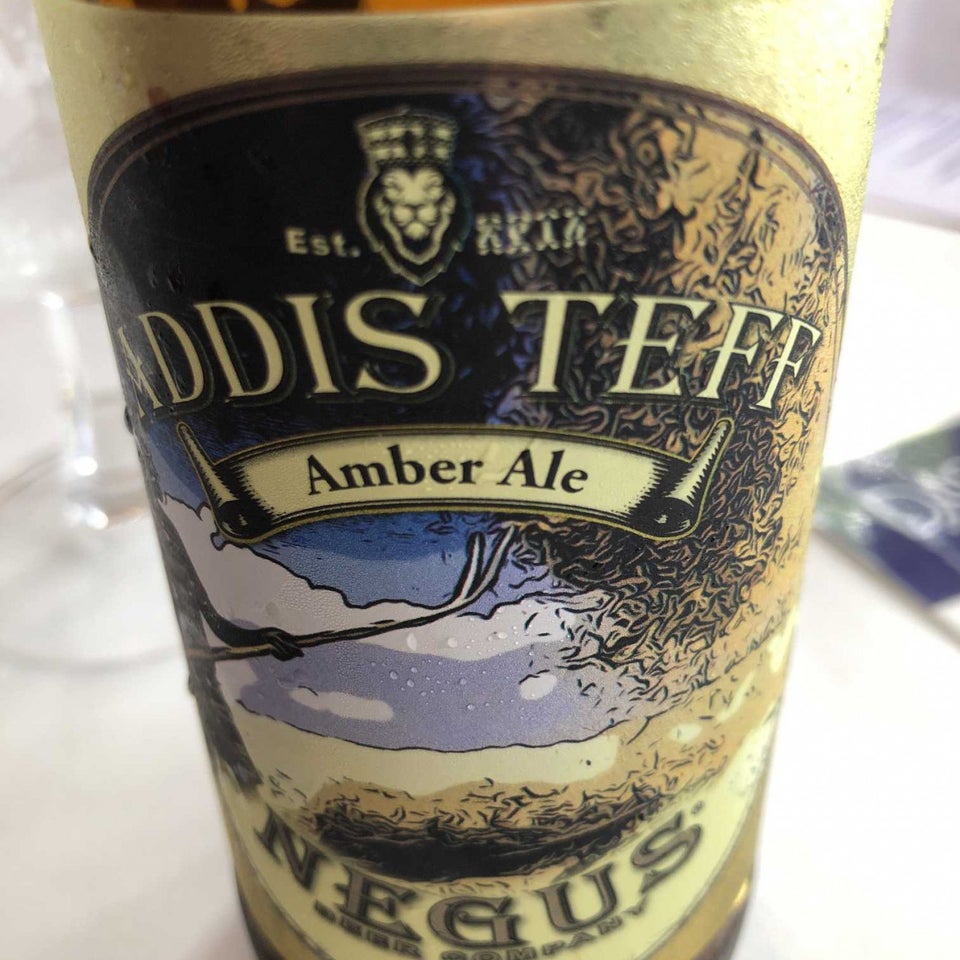 Est.
ADDIS TEFF
Amber Ale
NEGUS
BEER COMPANY